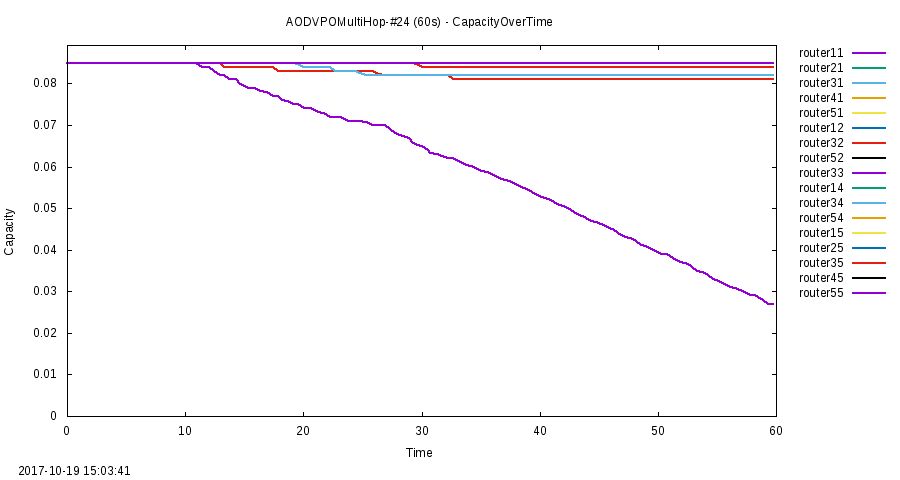 AODVPOMultiHop-#24 (60s) - CapacityOverTime
router11
router21
router31
router41
router51
router12
router32
router52
router33
router14
router34
router54
router15
router25
router35
router45
router55
0.08
0.07
0.06
0.05
0.04
0.03
0.02
0.01
0
Capacity
0 10 20 30 40 50 60
Time
2017-10-19 15:03:41